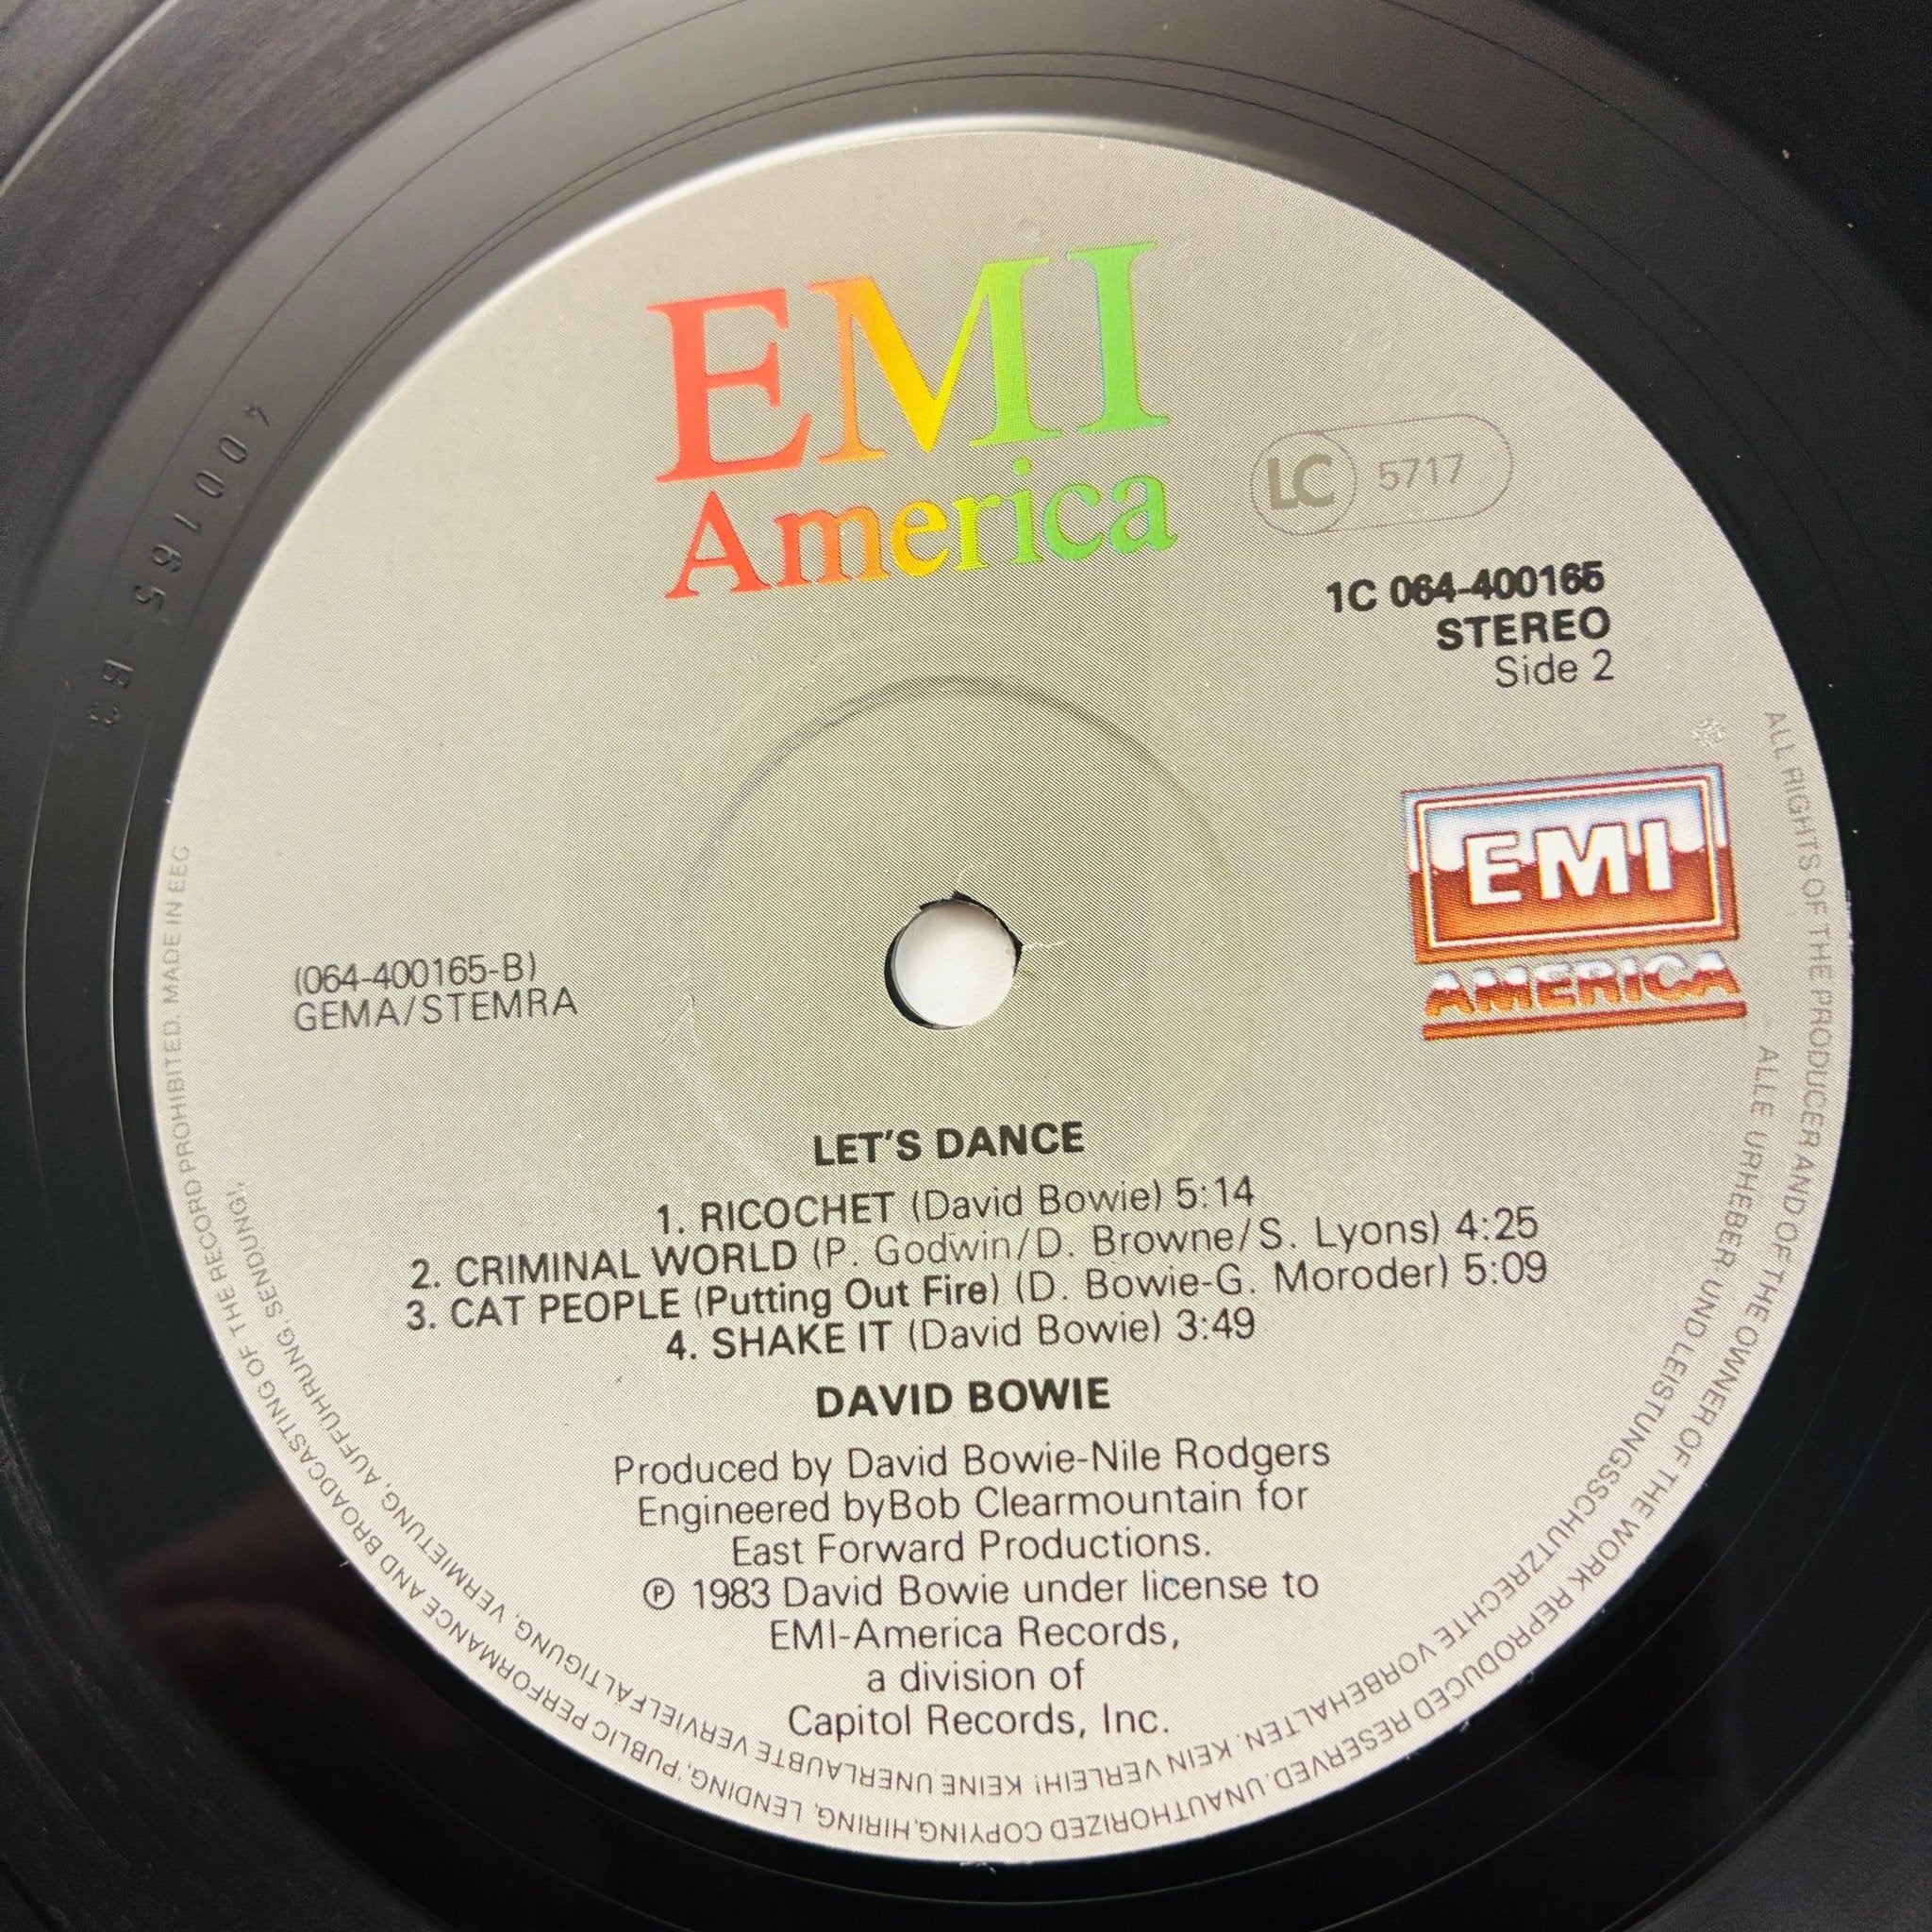 EMI
America
LC 5717
1C 064-400165
STEREO
Side 2
EMI
AMERICA
(064-400165-B)
GEMA/STEMRA
LET'S DANCE
1. RICOCHET (David Bowie) 5:14
2. CRIMINAL WORLD (P. Godwin/D. Browne/S. Lyons) 4:25
3. CAT PEOPLE (Putting Out Fire) (D. Bowie-G. Moroder) 5:09
4. SHAKE IT (David Bowie) 3:49
DAVID BOWIE
Produced by David Bowie-Nile Rodgers
Engineered byBob Clearmountain for
East Forward Productions.
℗ 1983 David Bowie under license to
EMI-America Records,
a division of
Capitol Records, Inc.
ALL RIGHTS OF THE PRODUCER AND OF THE OWNER OF THE WORK REPRODUCED RESERVED. UNAUTHORIZED COPYING, HIRING, LENDING, PUBLIC PERFORMANCE AND BROADCASTING OF THE RECORD PROHIBITED. MADE IN EEC
ALLE URHEBER UND LEISTUNGSSCHUTZRECHTE VORBEHALTEN. KEIN VERLEIH! KEINE UNERLAUBTE VERVIELFALTIGUNG, VERMIETUNG, AUFFUHRUNG, SENDUNG!
400165-B3